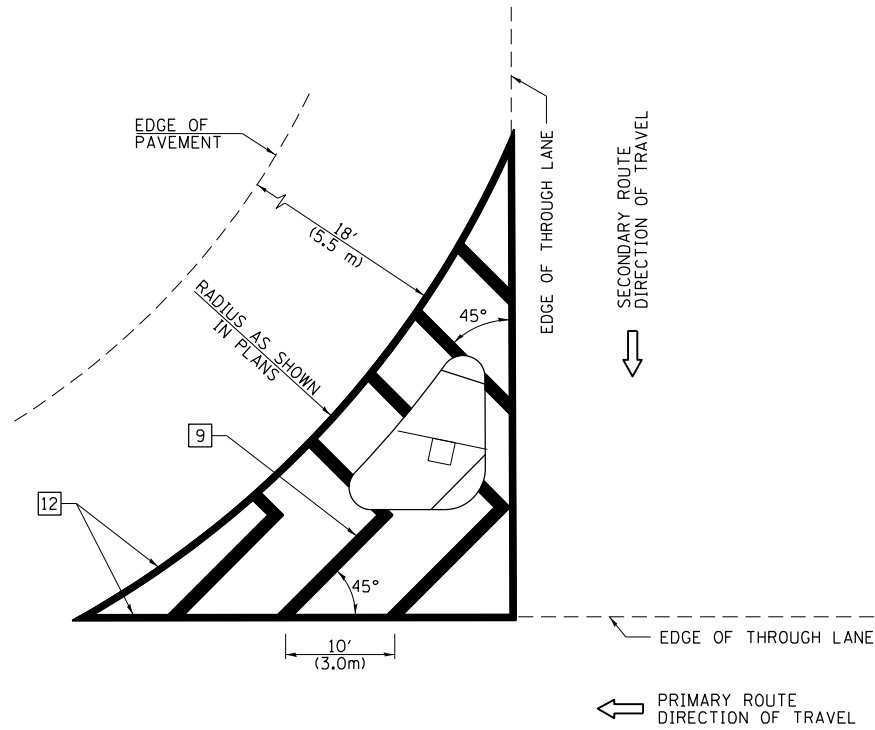 EDGE OF
PAVEMENT
18'
(5.5 m)
EDGE OF THROUGH LANE
SECONDARY ROUTE
DIRECTION OF TRAVEL
RADIUS AS SHOWN
IN PLANS
45°
9
12
45°
10'
(3.0m)
EDGE OF THROUGH LANE
PRIMARY ROUTE
DIRECTION OF TRAVEL